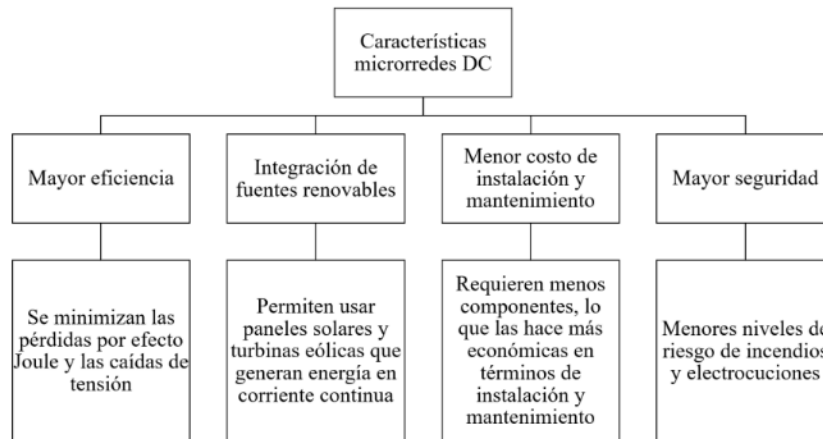 Características
microrredes DC
Mayor eficiencia
Integración de
fuentes renovables
Menor costo de
instalación y
mantenimiento
Mayor seguridad
Se minimizan las
pérdidas por efecto
Joule y las caídas de
tensión
Permiten usar
paneles solares y
turbinas eólicas que
generan energía en
corriente continua
Requieren menos
componentes, lo
que las hace más
económicas en
términos de
instalación y
mantenimiento
Menores niveles de
riesgo de incendios
y electrocuciones